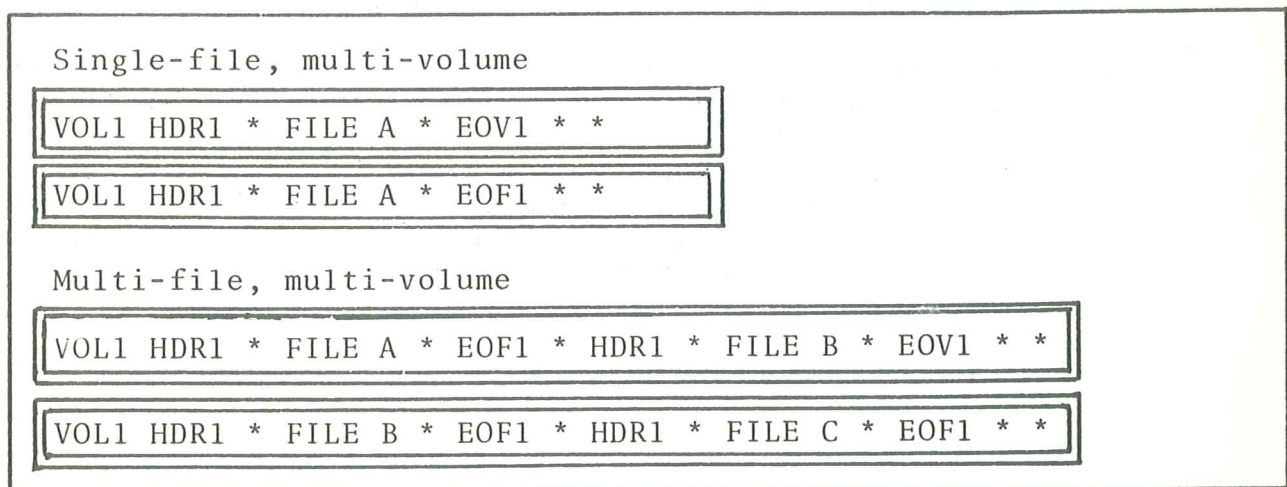 Single-file, multi-volume
VOL1 HDR1 * FILE A * EOV1 * *
VOL1 HDR1 * FILE A * EOF1 * *
Multi-file, multi-volume
VOL1 HDR1 * FILE A * EOF1 * HDR1 * FILE B * EOV1 * *
VOL1 HDR1 * FILE B * EOF1 * HDR1 * FILE C * EOF1 * *